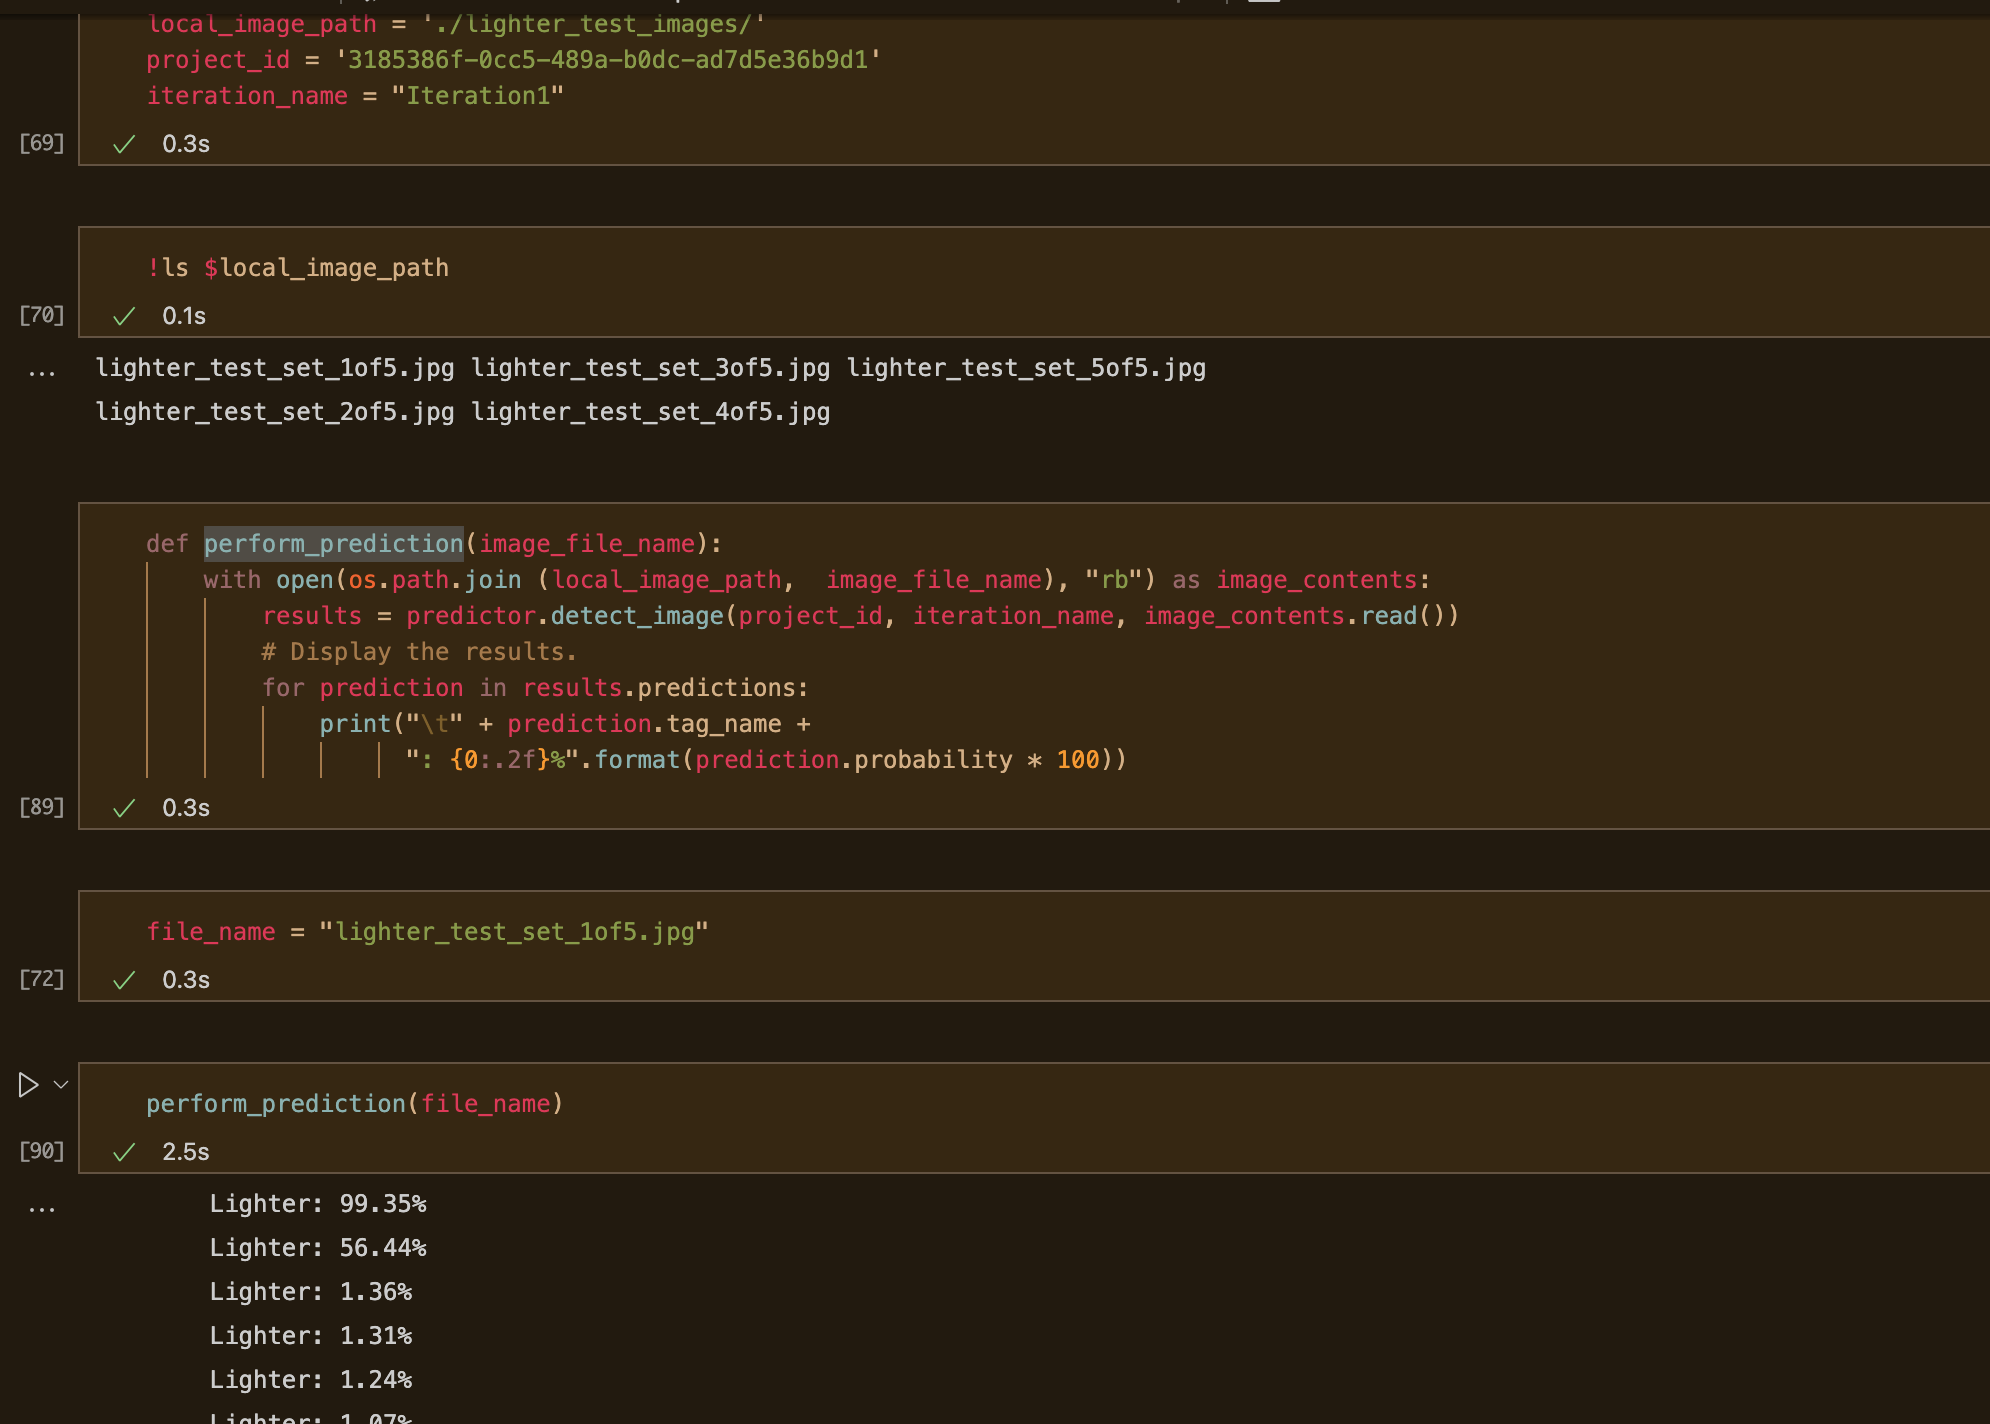 local_image_path = './lighter_test_images/'
project_id = '3185386f-0cc5-489a-b0dc-ad7d5e36b9d1'
iteration_name = "Iteration1"
[69] ✓ 0.3s
!ls $local_image_path
[70] ✓ 0.1s
... lighter_test_set_1of5.jpg lighter_test_set_3of5.jpg lighter_test_set_5of5.jpg
lighter_test_set_2of5.jpg lighter_test_set_4of5.jpg
def perform_prediction(image_file_name):
with open(os.path.join (local_image_path,  image_file_name), "rb") as image_contents:
results = predictor.detect_image(project_id, iteration_name, image_contents.read())
# Display the results.
for prediction in results.predictions:
print("\t" + prediction.tag_name +
": {0:.2f}%".format(prediction.probability * 100))
[89] ✓ 0.3s
file_name = "lighter_test_set_1of5.jpg"
[72] ✓ 0.3s
perform_prediction(file_name)
[90] ✓ 2.5s
... Lighter: 99.35%
Lighter: 56.44%
Lighter: 1.36%
Lighter: 1.31%
Lighter: 1.24%
Lighter: 1.07%